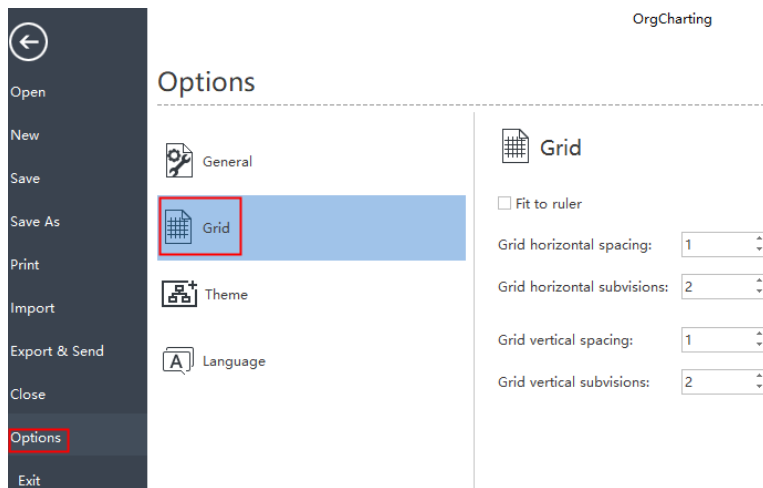 OrgCharting
Open
New
Save
Save As
Print
Import
Export & Send
Close
Options
Exit
Options
General
Grid
Theme
A Language
Grid
Fit to ruler
Grid horizontal spacing: 1
Grid horizontal subvisions: 2
Grid vertical spacing: 1
Grid vertical subvisions: 2